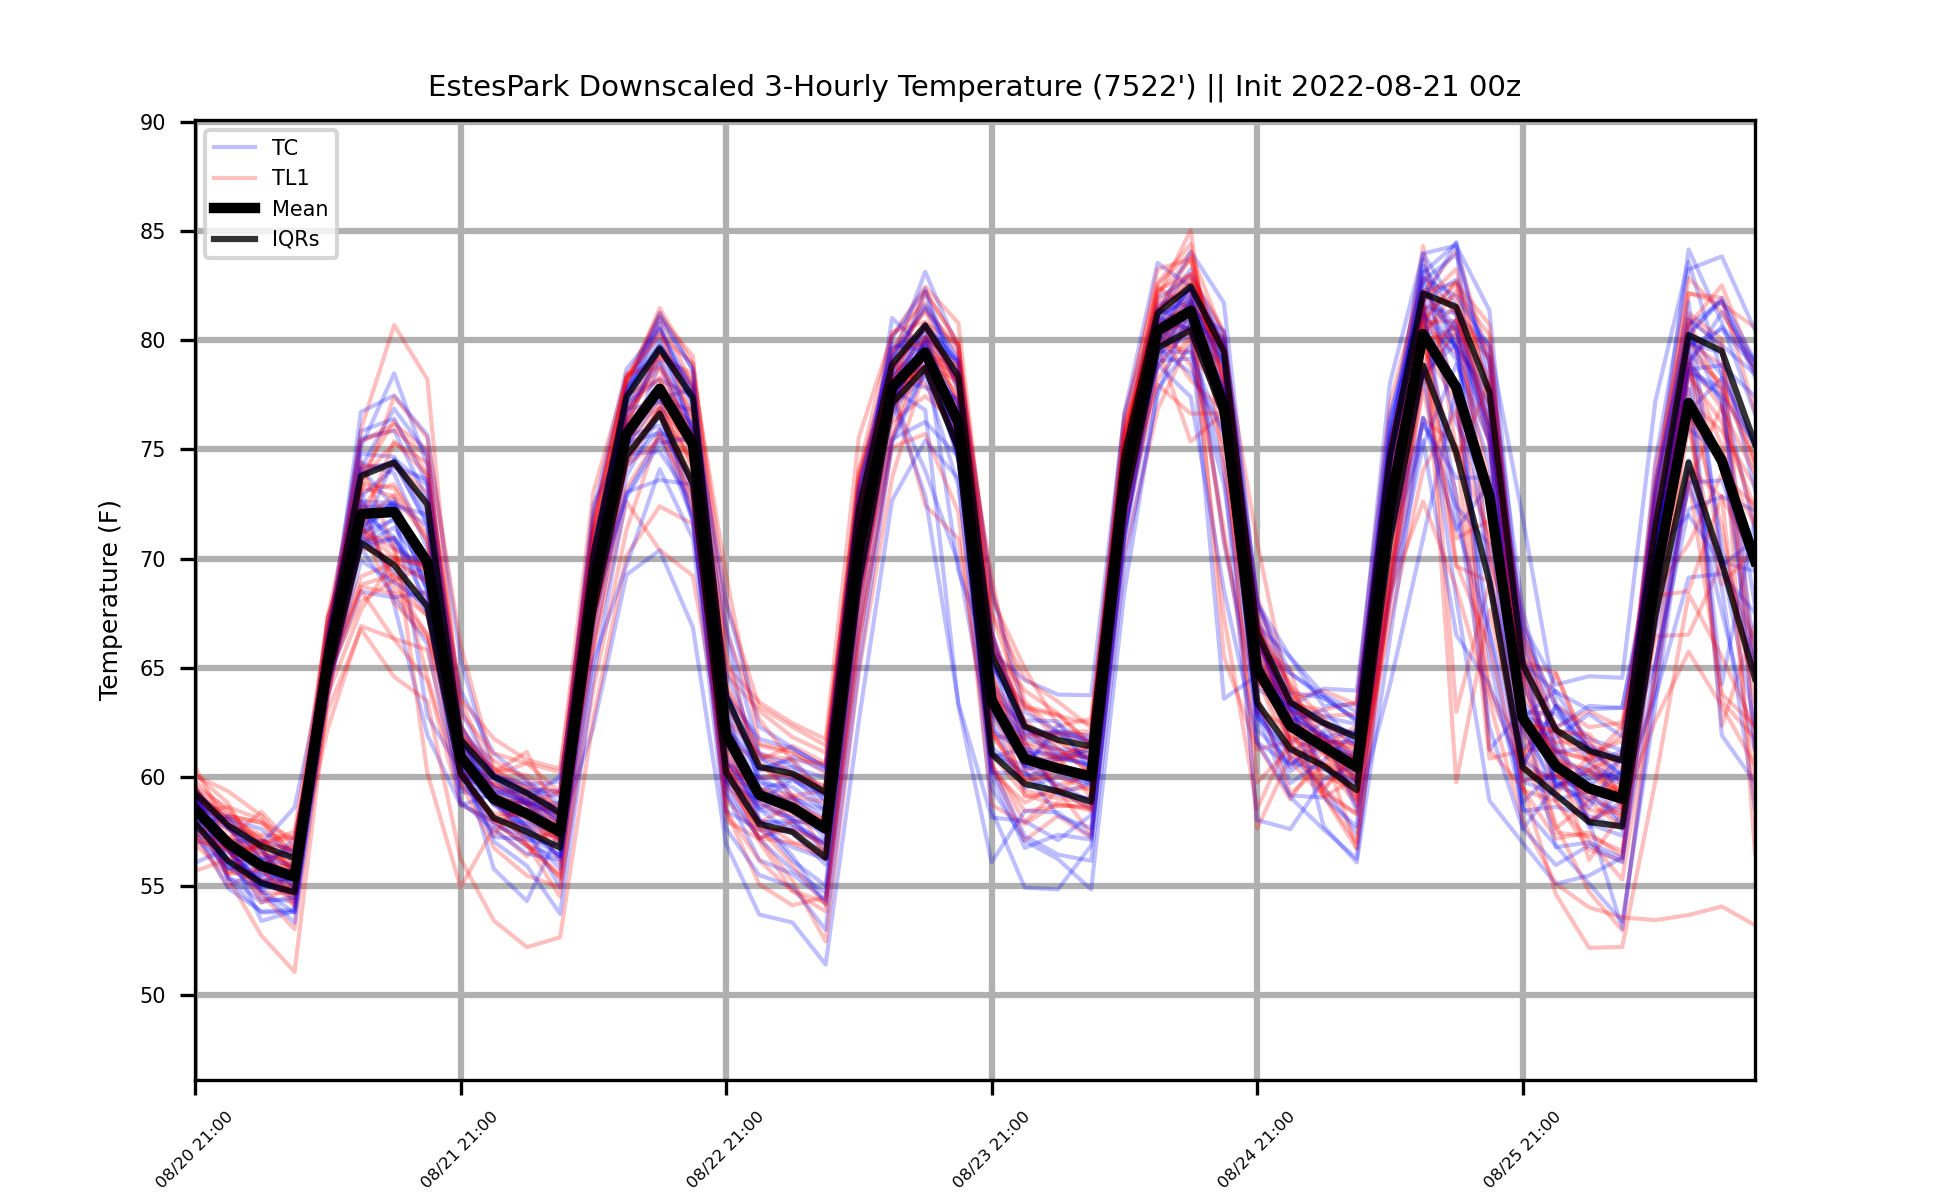 EstesPark Downscaled 3-Hourly Temperature (7522') || Init 2022-08-21 00z
TC
TL1
Mean
IQRs
Temperature (F)
90
85
80
75
70
65
60
55
50
08/20 21:00
08/21 21:00
08/22 21:00
08/23 21:00
08/24 21:00
08/25 21:00